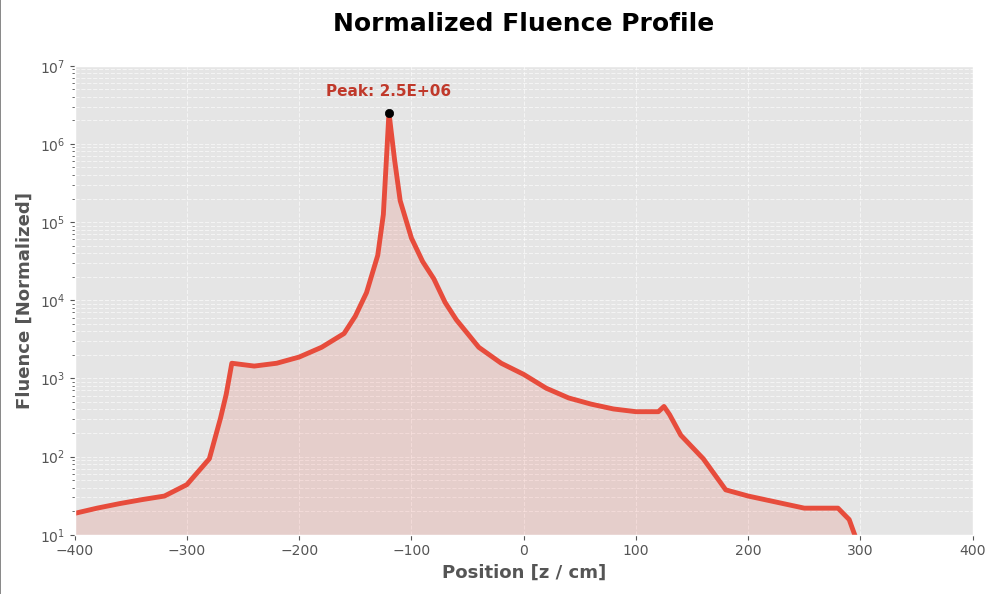 Normalized Fluence Profile
Peak: 2.5E+06
Fluence [Normalized]
10⁷
10⁶
10⁵
10⁴
10³
10²
10¹
−400 −300 −200 −100 0 100 200 300 400
Position [z / cm]